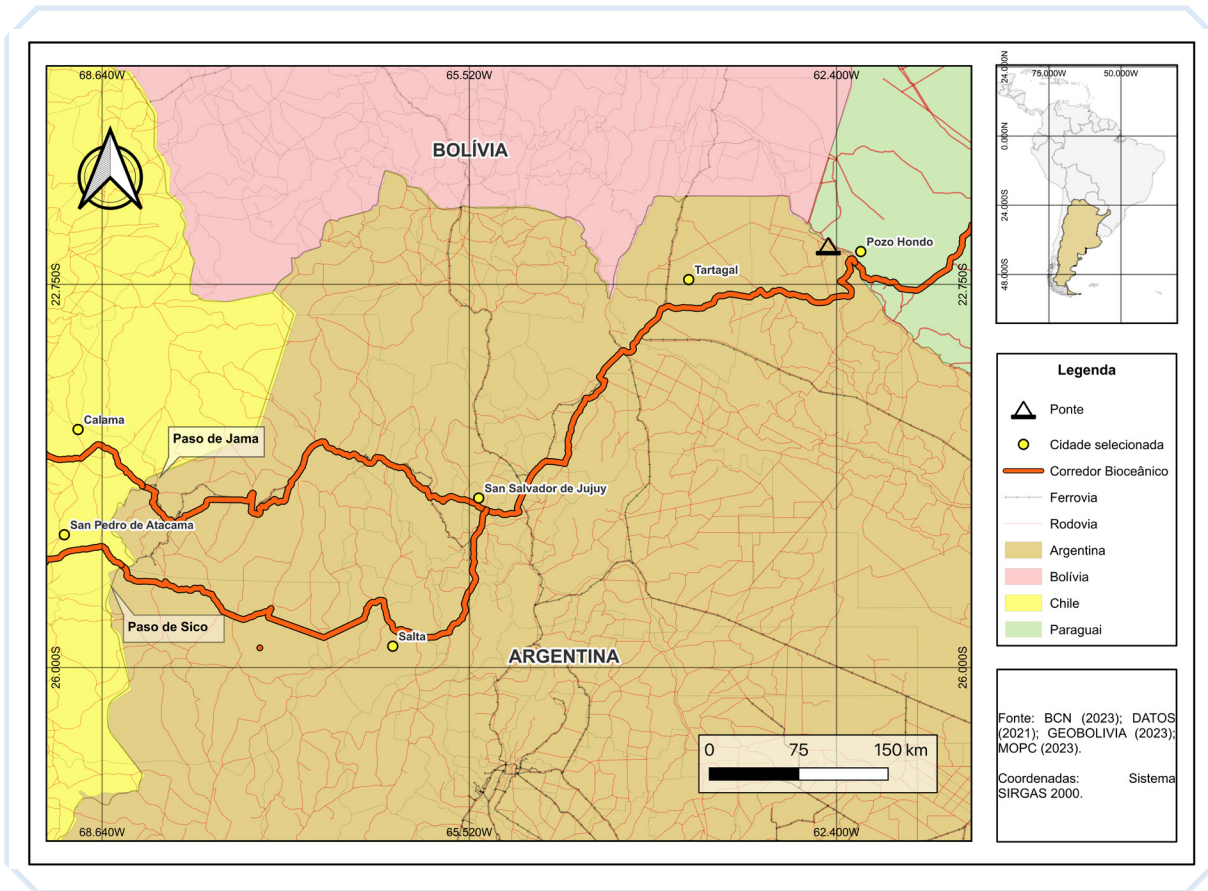 68.640W
65.520W
62.400W
BOLÍVIA
Pozo Hondo
Tartagal
22.750S
22.750S
Calama
Paso de Jama
San Salvador de Jujuy
San Pedro de Atacama
Paso de Sico
Salta
ARGENTINA
26.000S
26.000S
0 75 150 km
68.640W
65.520W
62.400W
75.000W 50.000W
24.000N
0.000N
24.000S
48.000S
Legenda
Ponte
Cidade selecionada
Corredor Bioceânico
Ferrovia
Rodovia
Argentina
Bolívia
Chile
Paraguai
Fonte: BCN (2023); DATOS
(2021); GEOBOLIVIA (2023);
MOPC (2023).
Coordenadas: Sistema
SIRGAS 2000.